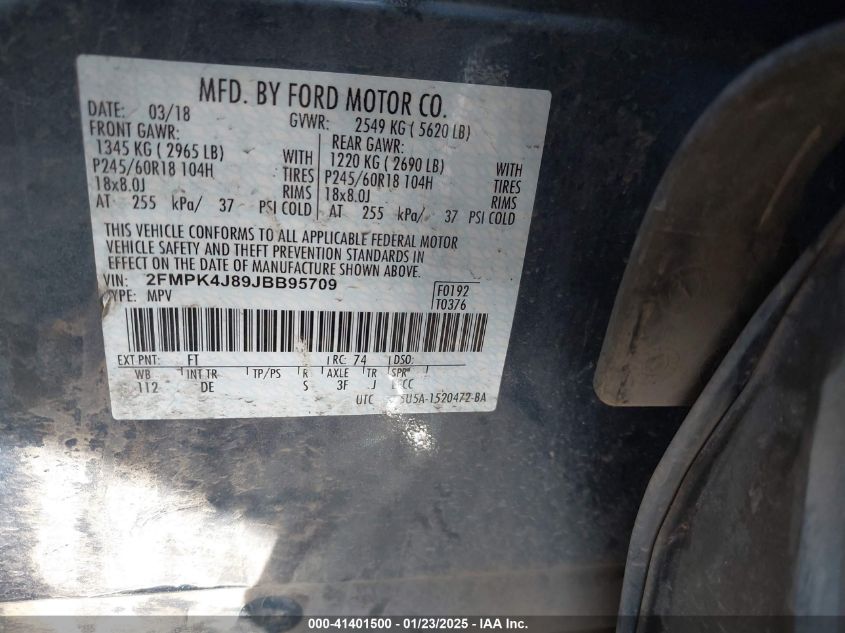 MFD. BY FORD MOTOR CO.
DATE: 03/18 GVWR: 2549 KG ( 5620 LB)
FRONT GAWR: REAR GAWR:
1345 KG ( 2965 LB) WITH 1220 KG ( 2690 LB) WITH
P245/60R18 104H TIRES P245/60R18 104H TIRES
18x8.0J RIMS 18x8.0J RIMS
AT 255 kPa/ 37 PSI COLD AT 255 kPa/ 37 PSI COLD
THIS VEHICLE CONFORMS TO ALL APPLICABLE FEDERAL MOTOR
VEHICLE SAFETY AND THEFT PREVENTION STANDARDS IN
EFFECT ON THE DATE OF MANUFACTURE SHOWN ABOVE.
VIN: 2FMPK4J89JBB95709 F0192
TYPE: MPV T0376
EXT PNT: FT RC: 74 DSO:
WB INT TR TP/PS R AXLE TR SPR
112 DE S 3F J
UTC 5U5A-1520472-BA
000-41401500 - 01/23/2025 - IAA Inc.